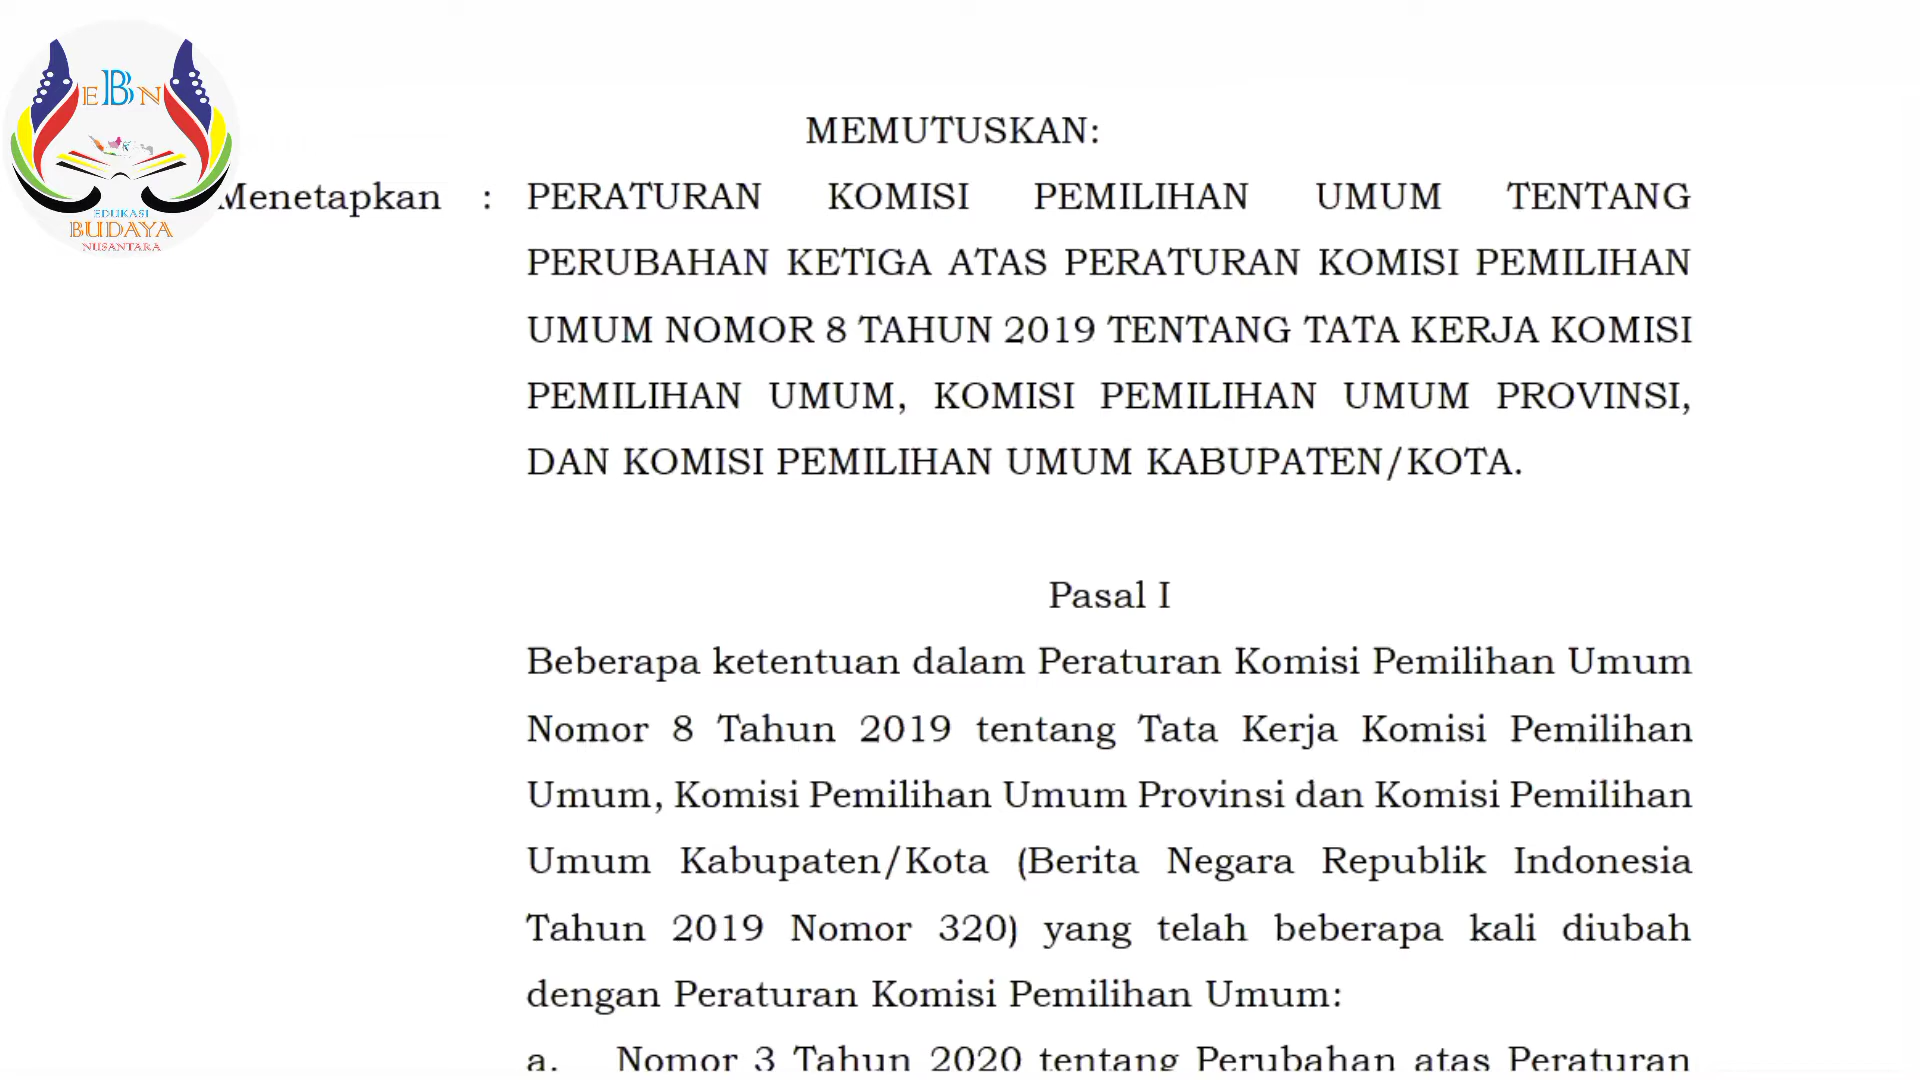 EBN
EDUKASI
BUDAYA
NUSANTARA
MEMUTUSKAN:
Menetapkan : PERATURAN KOMISI PEMILIHAN UMUM TENTANG
PERUBAHAN KETIGA ATAS PERATURAN KOMISI PEMILIHAN
UMUM NOMOR 8 TAHUN 2019 TENTANG TATA KERJA KOMISI
PEMILIHAN UMUM, KOMISI PEMILIHAN UMUM PROVINSI,
DAN KOMISI PEMILIHAN UMUM KABUPATEN/KOTA.
Pasal I
Beberapa ketentuan dalam Peraturan Komisi Pemilihan Umum
Nomor 8 Tahun 2019 tentang Tata Kerja Komisi Pemilihan
Umum, Komisi Pemilihan Umum Provinsi dan Komisi Pemilihan
Umum Kabupaten/Kota (Berita Negara Republik Indonesia
Tahun 2019 Nomor 320) yang telah beberapa kali diubah
dengan Peraturan Komisi Pemilihan Umum:
a. Nomor 3 Tahun 2020 tentang Perubahan atas Peraturan